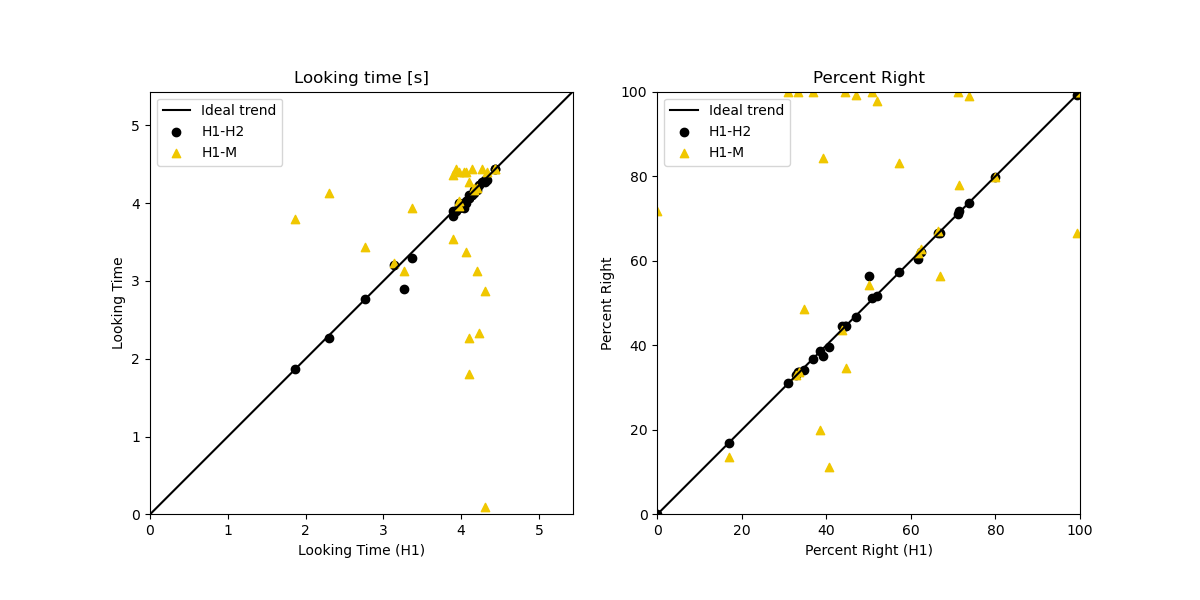 Looking time [s]
Ideal trend
H1-H2
H1-M
5
4
3
2
1
0
0 1 2 3 4 5
Looking Time
Looking Time (H1)
Percent Right
Ideal trend
H1-H2
H1-M
100
80
60
40
20
0
0 20 40 60 80 100
Percent Right
Percent Right (H1)